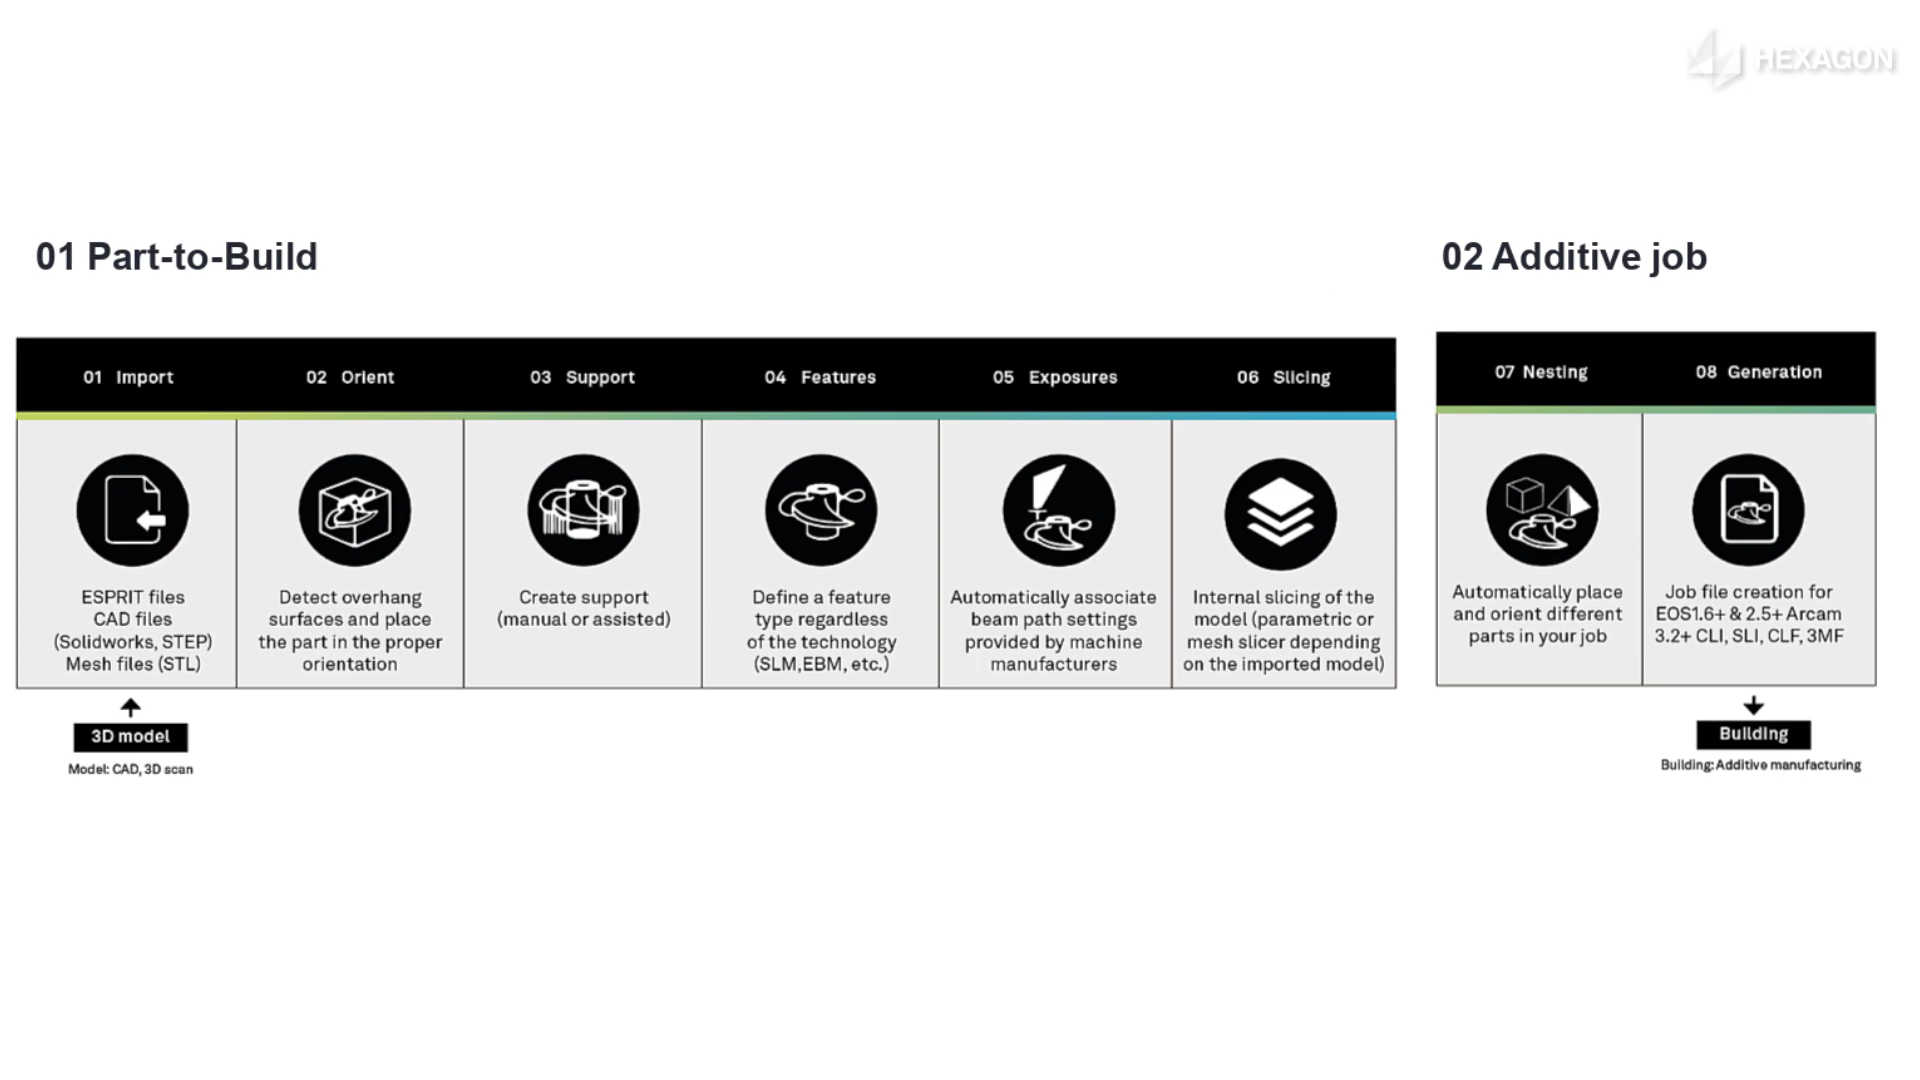 HEXAGON
01 Part-to-Build
02 Additive job
01 Import
02 Orient
03 Support
04 Features
05 Exposures
06 Slicing
07 Nesting
08 Generation
ESPRIT files
CAD files
(Solidworks, STEP)
Mesh files (STL)
Detect overhang
surfaces and place
the part in the proper
orientation
Create support
(manual or assisted)
Define a feature
type regardless
of the technology
(SLM,EBM, etc.)
Automatically associate
beam path settings
provided by machine
manufacturers
Internal slicing of the
model (parametric or
mesh slicer depending
on the imported model)
Automatically place
and orient different
parts in your job
Job file creation for
EOS1.6+ & 2.5+ Arcam
3.2+ CLI, SLI, CLF, 3MF
3D model
Model: CAD, 3D scan
Building
Building: Additive manufacturing